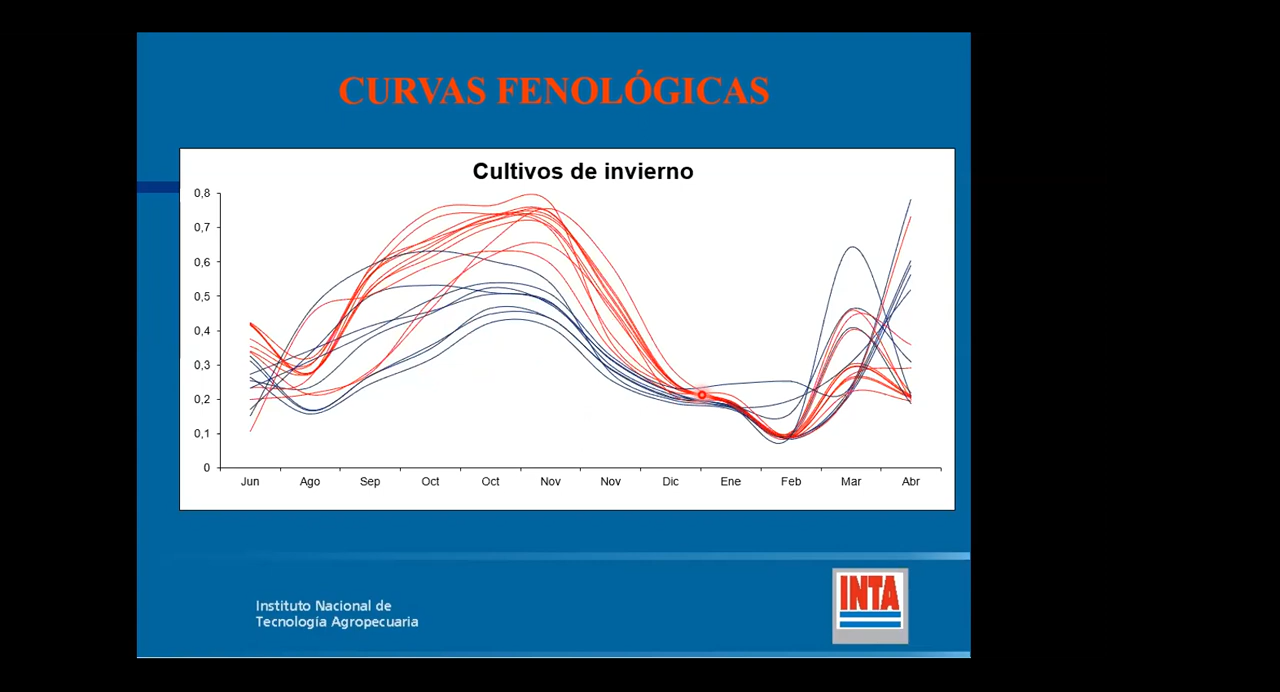 CURVAS FENOLÓGICAS
Cultivos de invierno
0,8
0,7
0,6
0,5
0,4
0,3
0,2
0,1
0
Jun Ago Sep Oct Oct Nov Nov Dic Ene Feb Mar Abr
Instituto Nacional de
Tecnología Agropecuaria
INTA